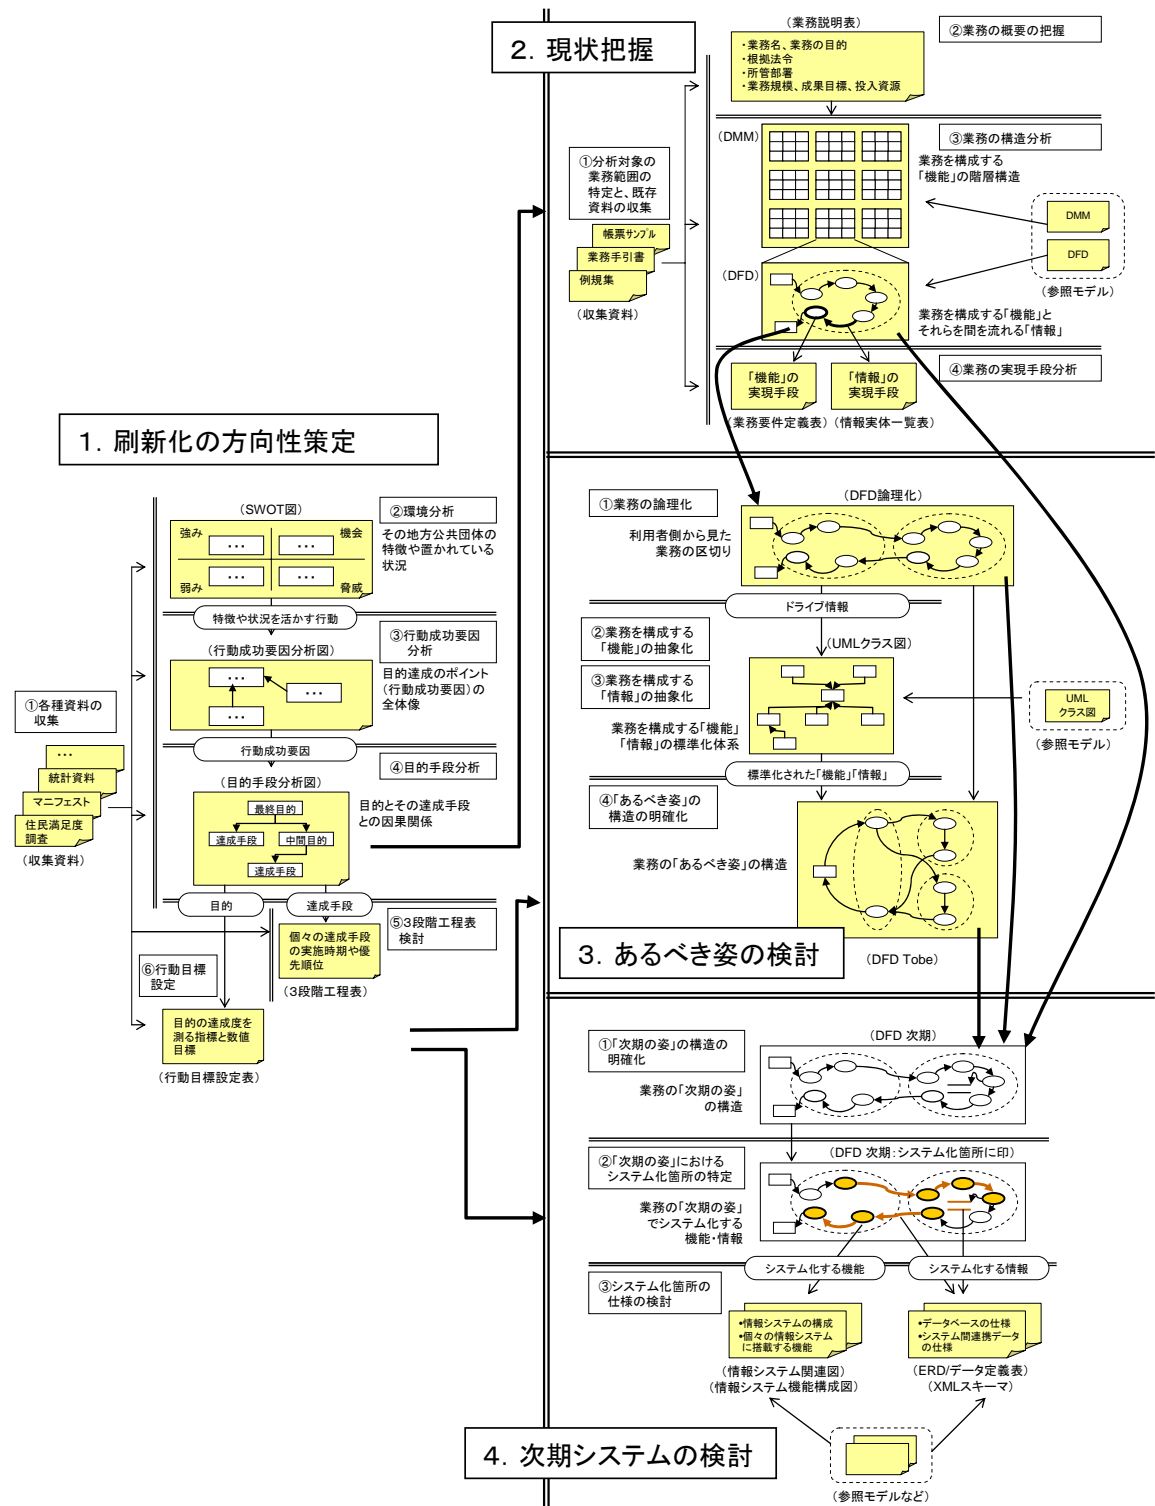 1．刷新化の方向性策定
①各種資料の
収集
…
統計資料
マニフェスト
住民満足度
調査
（収集資料）
（SWOT図）
強み
機会
弱み
脅威
…
…
…
…
②環境分析
その地方公共団体の
特徴や置かれている
状況
特徴や状況を活かす行動
（行動成功要因分析図）
…
…
…
③行動成功要因
分析
目的達成のポイント
（行動成功要因）の
全体像
行動成功要因
（目的手段分析図）
最終目的
達成手段
中間目的
達成手段
④目的手段分析
目的とその達成手段
との因果関係
目的
達成手段
⑤３段階工程表
検討
個々の達成手段
の実施時期や優
先順位
（３段階工程表）
⑥行動目標
設定
目的の達成度を
測る指標と数値
目標
（行動目標設定表）
2．現状把握
（業務説明表）
・業務名、業務の目的
・根拠法令
・所管部署
・業務規模、成果目標、投入資源
②業務の概要の把握
①分析対象の
業務範囲の
特定と、既存
資料の収集
帳票サンプル
業務手引書
例規集
（収集資料）
（DMM）
③業務の構造分析
業務を構成する
「機能」の階層構造
DMM
DFD
（参照モデル）
（DFD）
業務を構成する「機能」と
それらを間を流れる「情報」
④業務の実現手段分析
「機能」の
実現手段
「情報」の
実現手段
（業務要件定義表）
（情報実体一覧表）
①業務の論理化
（DFD論理化）
利用者側から見た
業務の区切り
ドライブ情報
②業務を構成する
「機能」の抽象化
③業務を構成する
「情報」の抽象化
（UMLクラス図）
業務を構成する「機能」
「情報」の標準化体系
UML
クラス図
（参照モデル）
標準化された「機能」「情報」
④「あるべき姿」の
構造の明確化
業務の「あるべき姿」の構造
3．あるべき姿の検討
（DFD Tobe）
①「次期の姿」の構造の
明確化
（DFD 次期）
業務の「次期の姿」
の構造
（DFD 次期：システム化箇所に印）
②「次期の姿」における
システム化箇所の特定
業務の「次期の姿」
でシステム化する
機能・情報
システム化する機能
システム化する情報
③システム化箇所の
仕様の検討
•情報システムの構成
•個々の情報システム
に搭載する機能
•データベースの仕様
•システム間連携データ
の仕様
（情報システム関連図）
（情報システム機能構成図）
（ERD/データ定義表）
（XMLスキーマ）
4．次期システムの検討
（参照モデルなど）